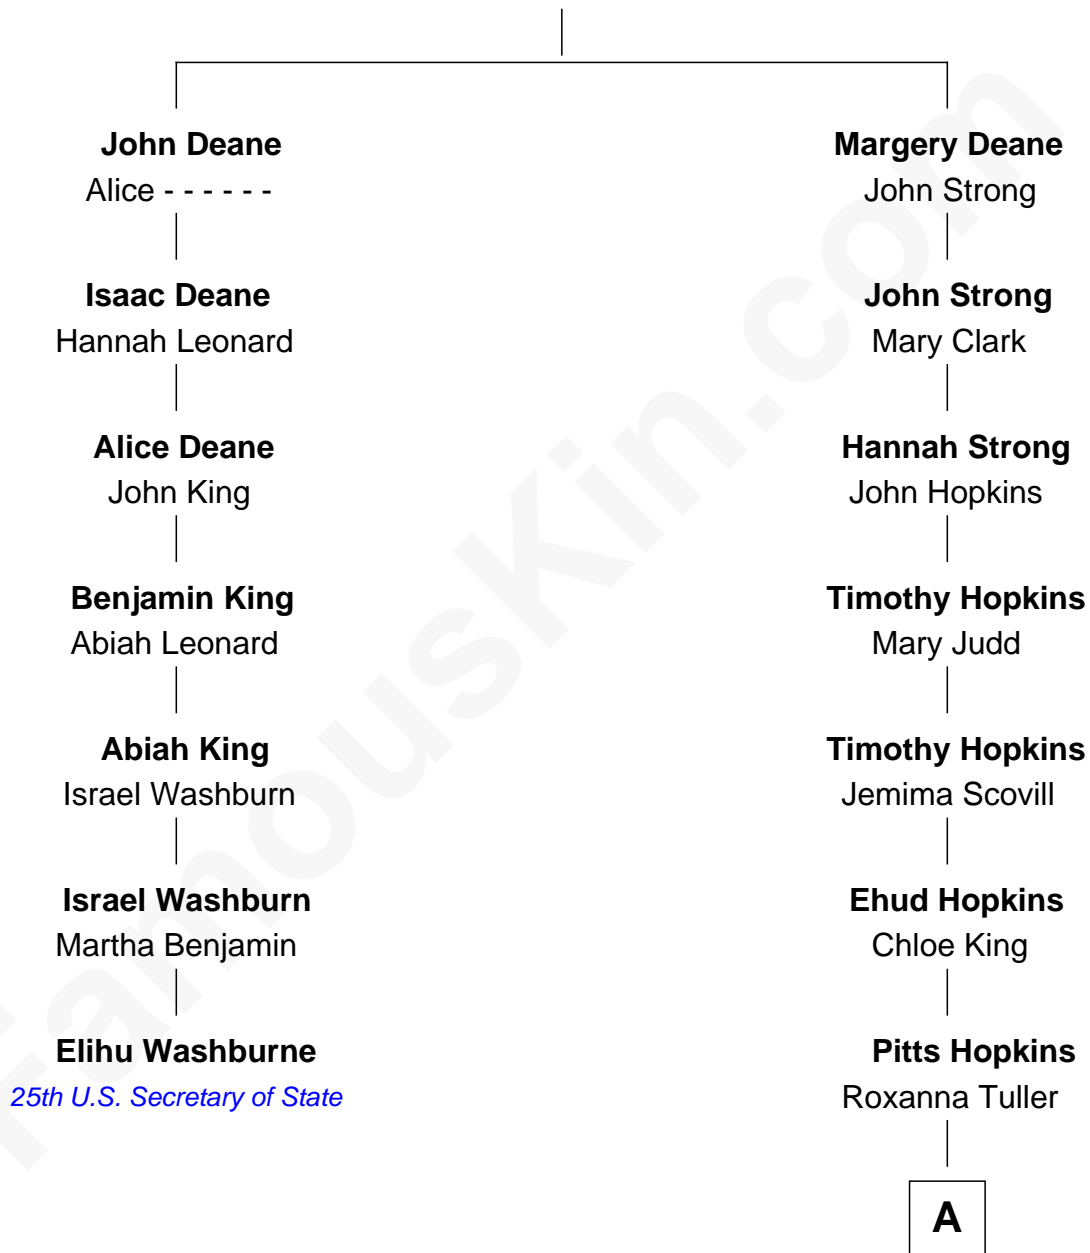 John Deane
Alice - - - - - -
Margery Deane
John Strong
Isaac Deane
Hannah Leonard
John Strong
Mary Clark
Alice Deane
John King
Hannah Strong
John Hopkins
Benjamin King
Abiah Leonard
Timothy Hopkins
Mary Judd
Abiah King
Israel Washburn
Timothy Hopkins
Jemima Scovill
Israel Washburn
Martha Benjamin
Ehud Hopkins
Chloe King
Elihu Washburne
25th U.S. Secretary of State
Pitts Hopkins
Roxanna Tuller
A
FamousKin.com